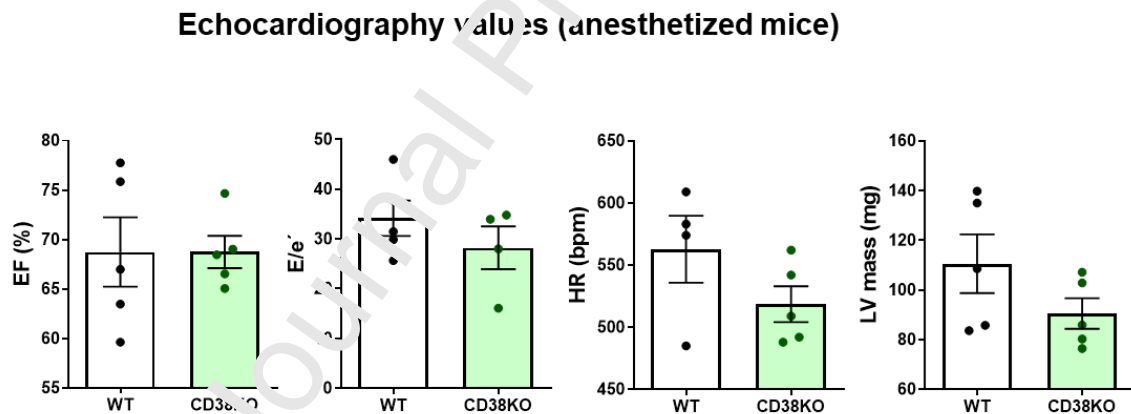 Echocardiography values (anesthetized mice)
80
75
70
65
60
55
EF (%)
WT
CD38KO
50
40
30
0
E/e´
WT
CD38KO
650
600
550
500
450
HR (bpm)
WT
CD38KO
160
140
120
100
80
60
LV mass (mg)
WT
CD38KO
Journal